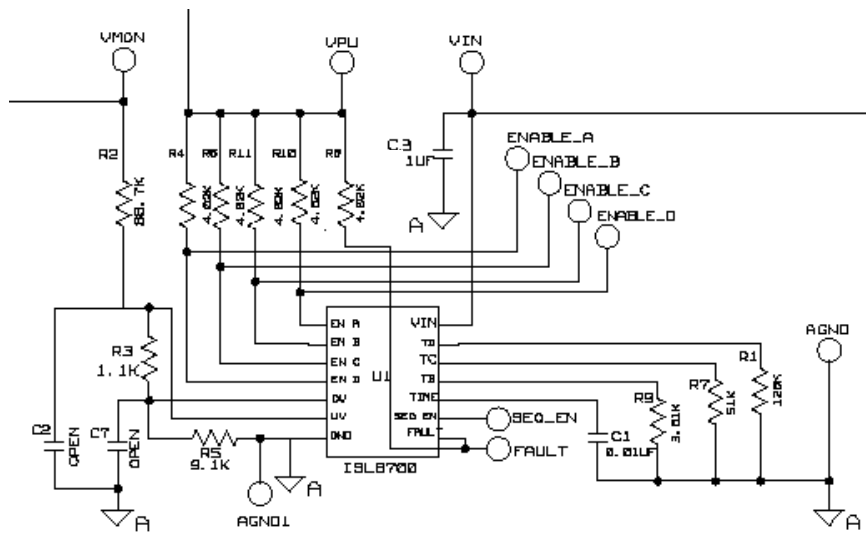 VMON
VPU
VIN
R2
88.7K
R4
4.02K
R6
4.02K
R11
4.02K
R10
4.02K
R8
4.02K
C3
1UF
A
ENABLE_A
ENABLE_B
ENABLE_C
ENABLE_D
R3
1.1K
C2
OPEN
C7
OPEN
A
R5
9.1K
AGND1
A
EN A
EN B
EN C
EN D
OV
UV
GND
U1
VIN
TD
TC
TB
TIME
SEQ EN
FAULT
ISL8700
SEQ_EN
FAULT
C1
0.01UF
R9
3.01K
R7
51K
R1
120K
AGND
A